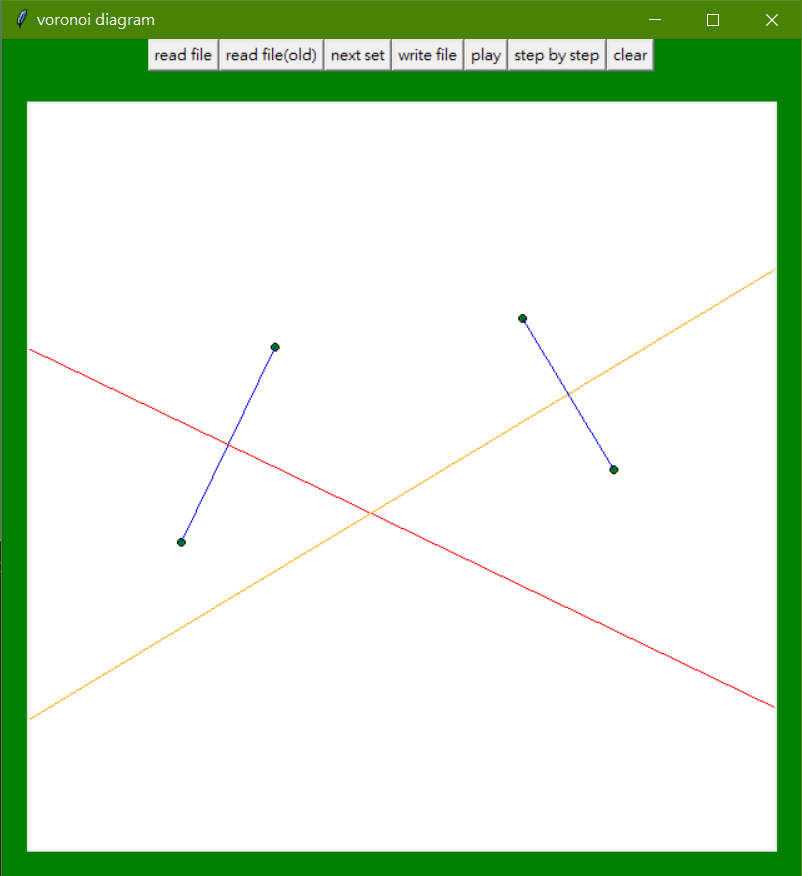 voronoi diagram
read file read file(old) next set write file play step by step clear